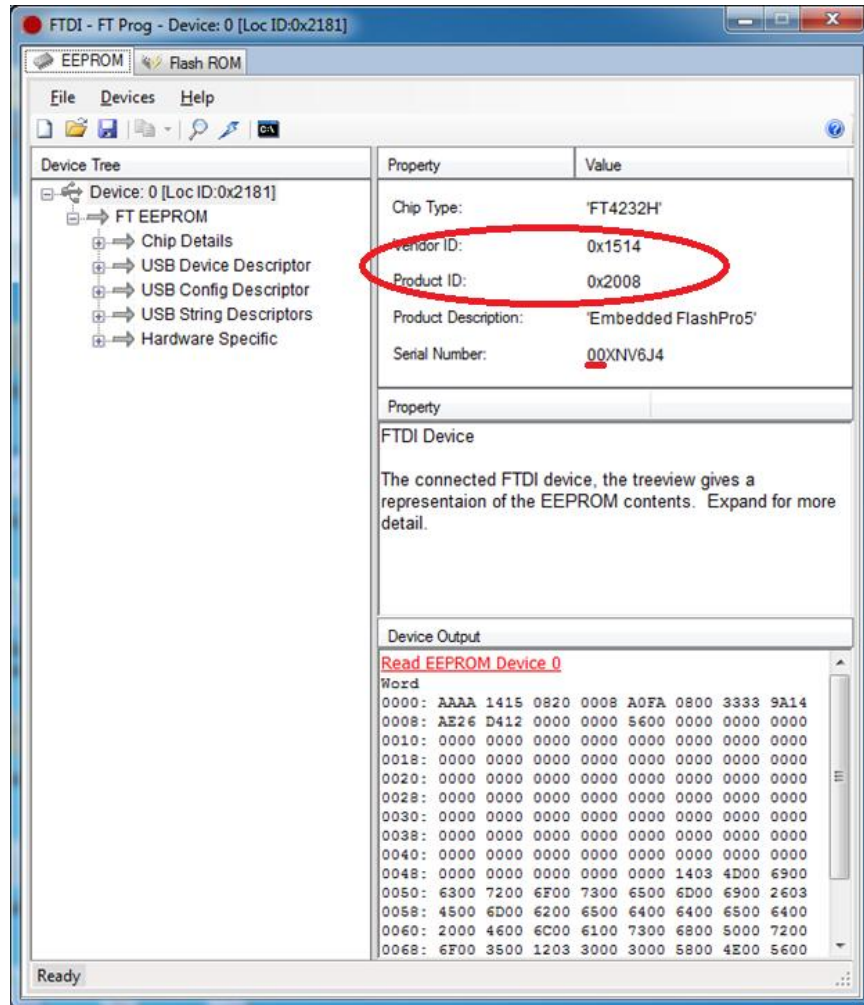 FTDI - FT Prog - Device: 0 [Loc ID:0x2181]
EEPROM Flash ROM
File Devices Help
Device Tree
Property Value
Device: 0 [Loc ID:0x2181]
FT EEPROM
Chip Details
USB Device Descriptor
USB Config Descriptor
USB String Descriptors
Hardware Specific
Chip Type: 'FT4232H'
Vendor ID: 0x1514
Product ID: 0x2008
Product Description: 'Embedded FlashPro5'
Serial Number: 00XNV6J4
Property
FTDI Device
The connected FTDI device, the treeview gives a
representaion of the EEPROM contents.  Expand for more
detail.
Device Output
Read EEPROM Device 0
Word
0000: AAAA 1415 0820 0008 A0FA 0800 3333 9A14
0008: AE26 D412 0000 0000 5600 0000 0000 0000
0010: 0000 0000 0000 0000 0000 0000 0000 0000
0018: 0000 0000 0000 0000 0000 0000 0000 0000
0020: 0000 0000 0000 0000 0000 0000 0000 0000
0028: 0000 0000 0000 0000 0000 0000 0000 0000
0030: 0000 0000 0000 0000 0000 0000 0000 0000
0038: 0000 0000 0000 0000 0000 0000 0000 0000
0040: 0000 0000 0000 0000 0000 0000 0000 0000
0048: 0000 0000 0000 0000 0000 1403 4D00 6900
0050: 6300 7200 6F00 7300 6500 6D00 6900 2603
0058: 4500 6D00 6200 6500 6400 6400 6500 6400
0060: 2000 4600 6C00 6100 7300 6800 5000 7200
0068: 6F00 3500 1203 3000 3000 5800 4E00 5600
Ready